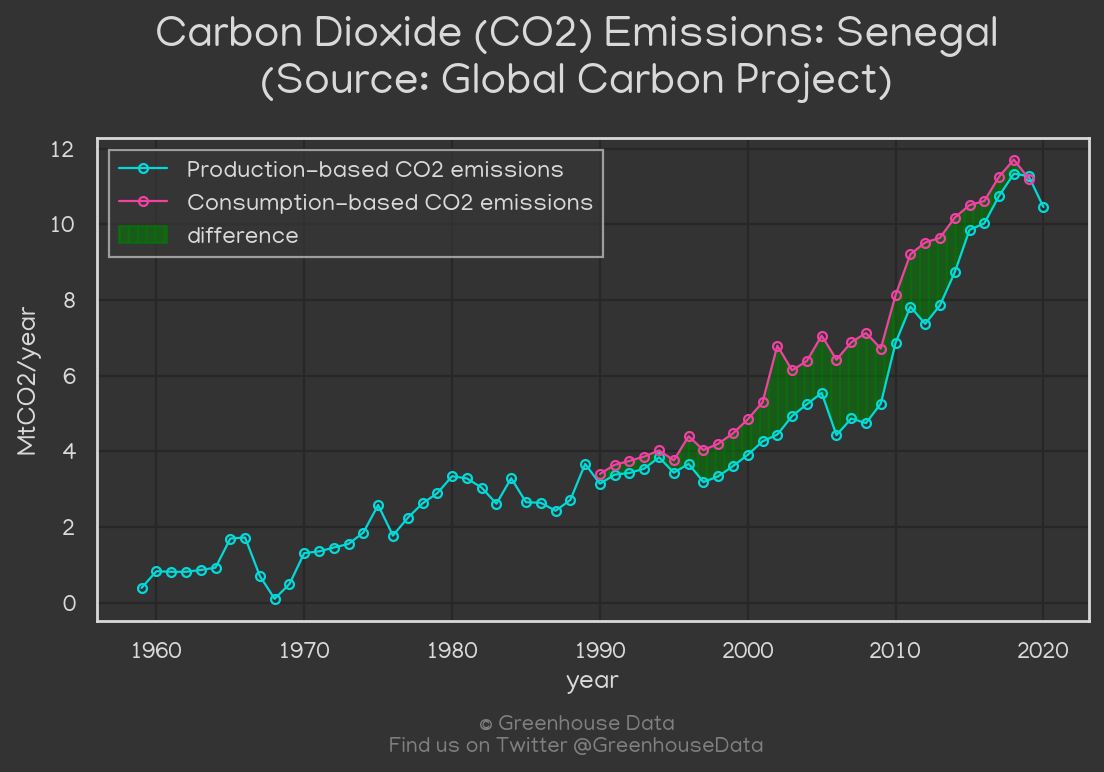 Carbon Dioxide (CO2) Emissions: Senegal
(Source: Global Carbon Project)
12
10
8
6
4
2
0
MtCO2/year
Production-based CO2 emissions
Consumption-based CO2 emissions
difference
1960 1970 1980 1990 2000 2010 2020
year
© Greenhouse Data
Find us on Twitter @GreenhouseData